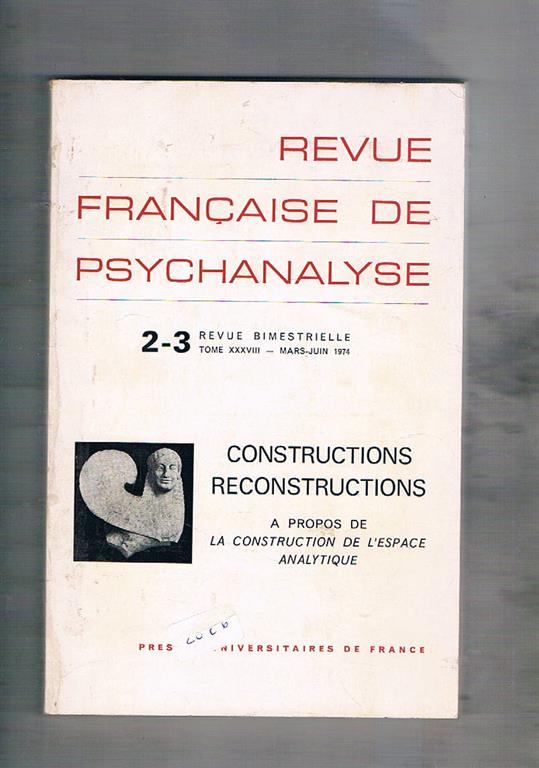 REVUE
FRANÇAISE DE
PSYCHANALYSE
2-3 REVUE BIMESTRIELLE
TOME XXXVIII — MARS-JUIN 1974
CONSTRUCTIONS
RECONSTRUCTIONS
A PROPOS DE
LA CONSTRUCTION DE L'ESPACE
ANALYTIQUE
PRES NIVERSITAIRES DE FRANCE